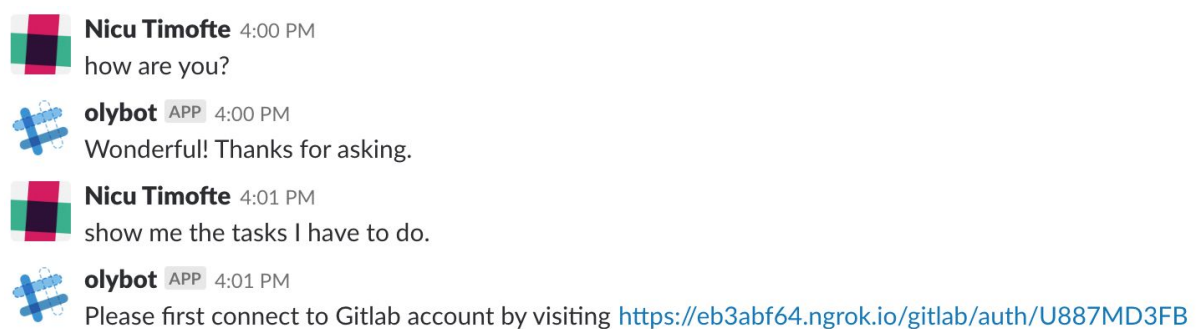 Nicu Timofte 4:00 PM
how are you?
olybot APP 4:00 PM
Wonderful! Thanks for asking.
Nicu Timofte 4:01 PM
show me the tasks I have to do.
olybot APP 4:01 PM
Please first connect to Gitlab account by visiting https://eb3abf64.ngrok.io/gitlab/auth/U887MD3FB